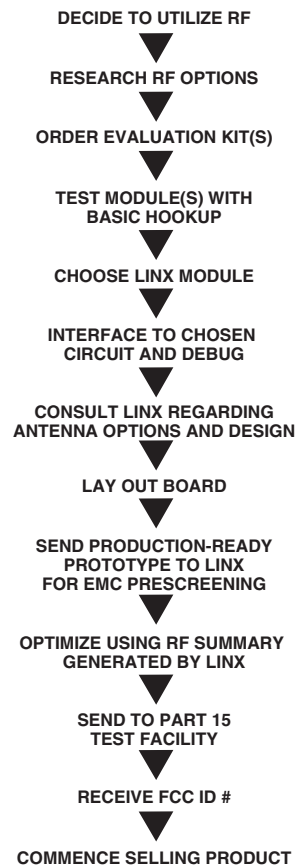 DECIDE TO UTILIZE RF
RESEARCH RF OPTIONS
ORDER EVALUATION KIT(S)
TEST MODULE(S) WITH
BASIC HOOKUP
CHOOSE LINX MODULE
INTERFACE TO CHOSEN
CIRCUIT AND DEBUG
CONSULT LINX REGARDING
ANTENNA OPTIONS AND DESIGN
LAY OUT BOARD
SEND PRODUCTION-READY
PROTOTYPE TO LINX
FOR EMC PRESCREENING
OPTIMIZE USING RF SUMMARY
GENERATED BY LINX
SEND TO PART 15
TEST FACILITY
RECEIVE FCC ID #
COMMENCE SELLING PRODUCT